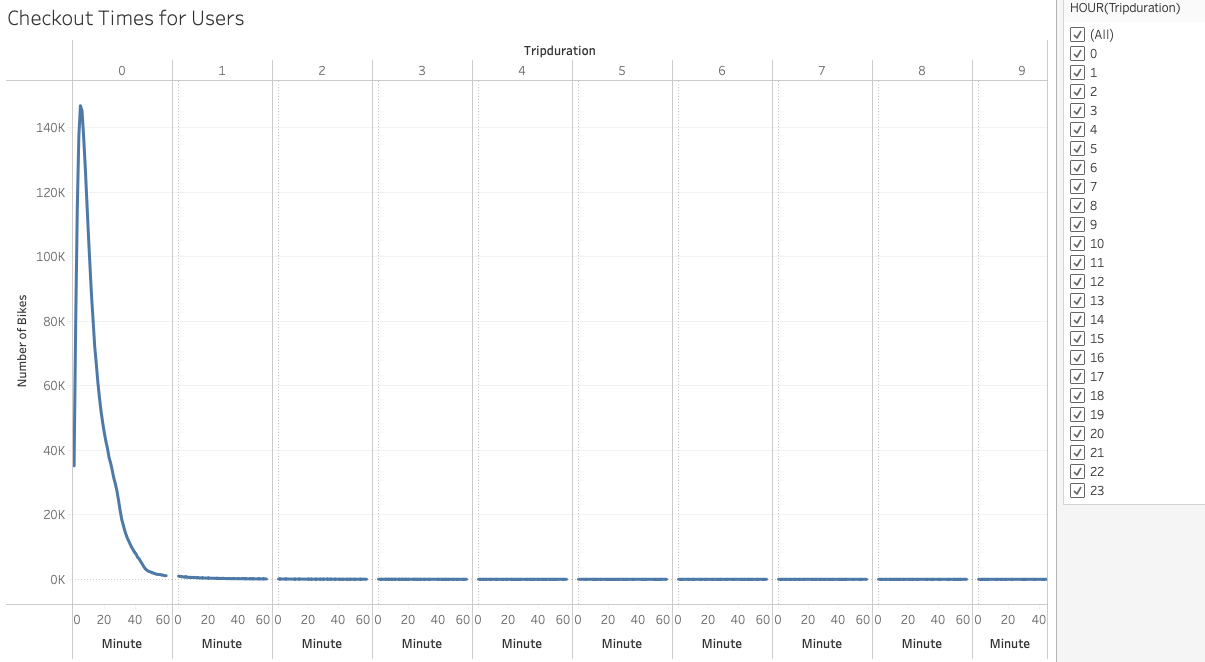 Checkout Times for Users
Tripduration
0 1 2 3 4 5 6 7 8 9
140K
120K
100K
80K
60K
40K
20K
0K
Number of Bikes
0 20 40 60 0 20 40 60 0 20 40 60 0 20 40 60 0 20 40 60 0 20 40 60 0 20 40 60 0 20 40 60 0 20 40 60 0 20 40
Minute Minute Minute Minute Minute Minute Minute Minute Minute Minute
HOUR(Tripduration)
(All)
0
1
2
3
4
5
6
7
8
9
10
11
12
13
14
15
16
17
18
19
20
21
22
23